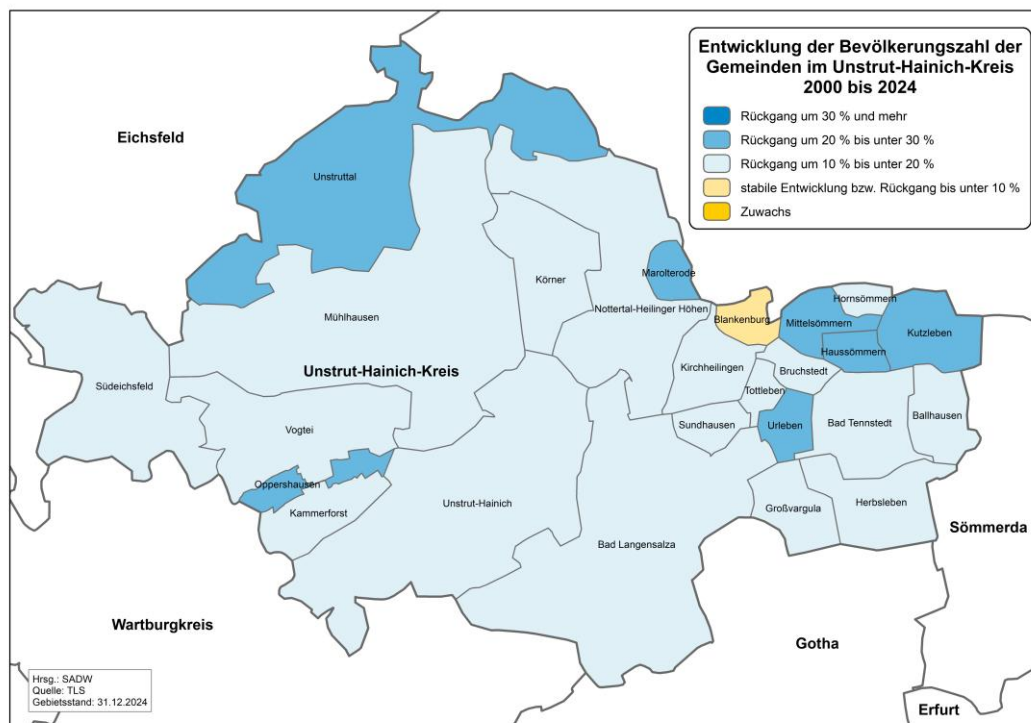 Entwicklung der Bevölkerungszahl der
Gemeinden im Unstrut-Hainich-Kreis
2000 bis 2024
Rückgang um 30 % und mehr
Rückgang um 20 % bis unter 30 %
Rückgang um 10 % bis unter 20 %
stabile Entwicklung bzw. Rückgang bis unter 10 %
Zuwachs
Eichsfeld
Unstruttal
Marolterode
Körner
Hornsömmern
Nottertal-Heilinger Höhen
Mühlhausen
Blankenburg
Mittelsömmern
Kutzleben
Haussömmern
Unstrut-Hainich-Kreis
Kirchheilingen
Bruchstedt
Südeichsfeld
Tottleben
Ballhausen
Vogtei
Sundhausen
Urleben
Bad Tennstedt
Oppershausen
Kammerforst
Unstrut-Hainich
Großvargula
Herbsleben
Sömmerda
Bad Langensalza
Wartburgkreis
Gotha
Hrsg.: SADW
Quelle: TLS
Gebietsstand: 31.12.2024
Erfurt